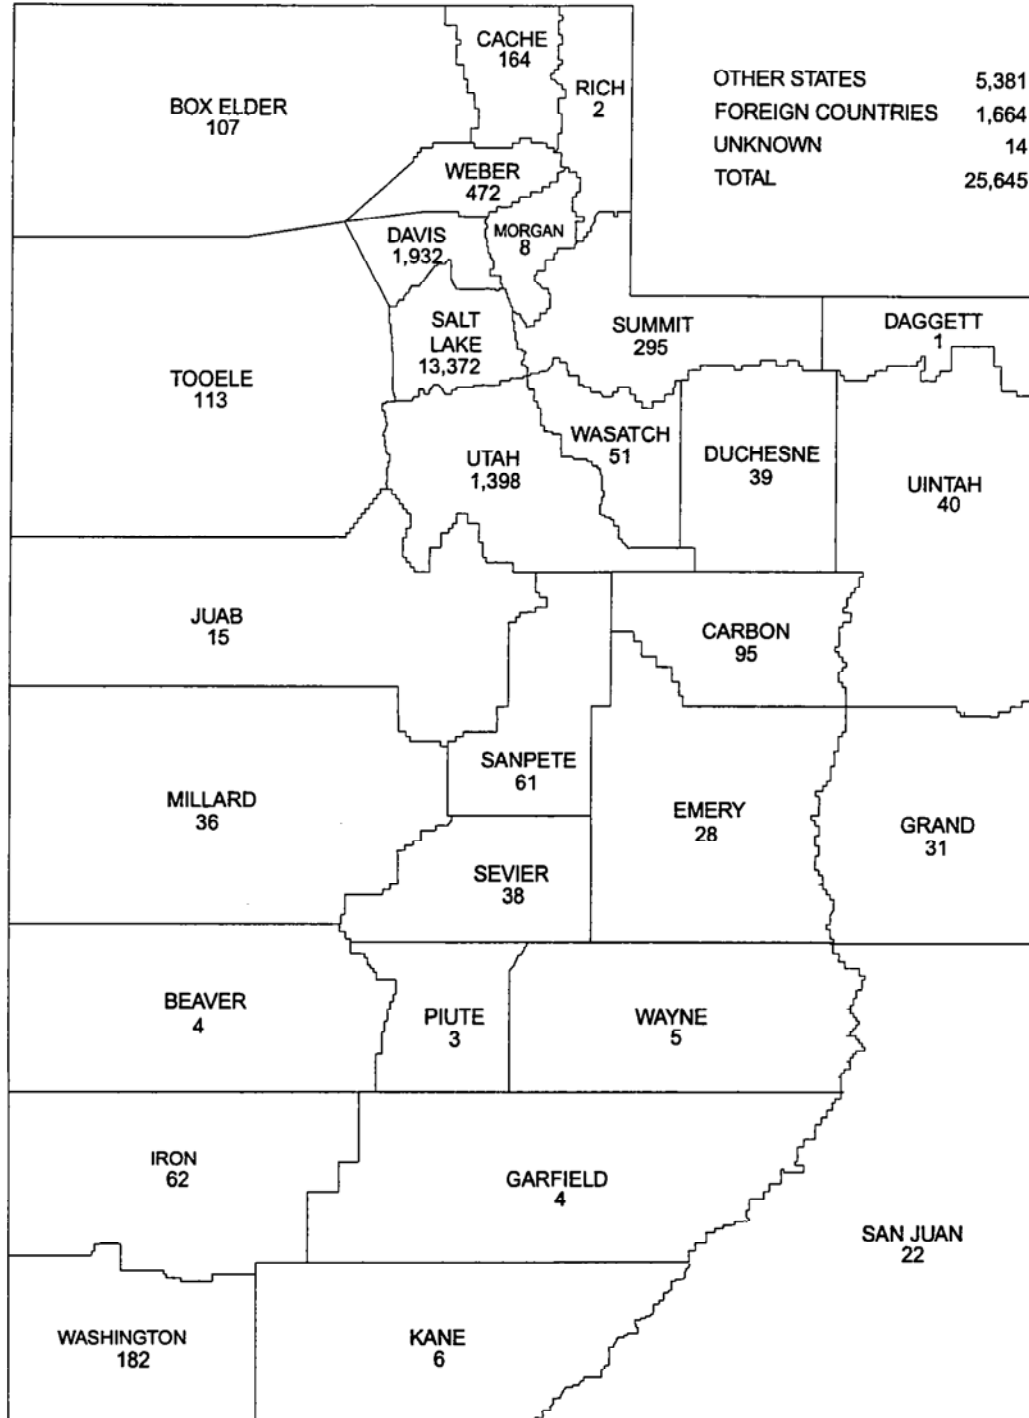 CACHE
164
RICH
2
BOX ELDER
107
OTHER STATES 5,381
FOREIGN COUNTRIES 1,664
UNKNOWN 14
TOTAL 25,645
WEBER
472
MORGAN
8
DAVIS
1,932
SALT
LAKE
13,372
SUMMIT
295
DAGGETT
1
TOOELE
113
WASATCH
51
DUCHESNE
39
UTAH
1,398
UINTAH
40
JUAB
15
CARBON
95
SANPETE
61
MILLARD
36
EMERY
28
GRAND
31
SEVIER
38
BEAVER
4
PIUTE
3
WAYNE
5
IRON
62
GARFIELD
4
SAN JUAN
22
WASHINGTON
182
KANE
6